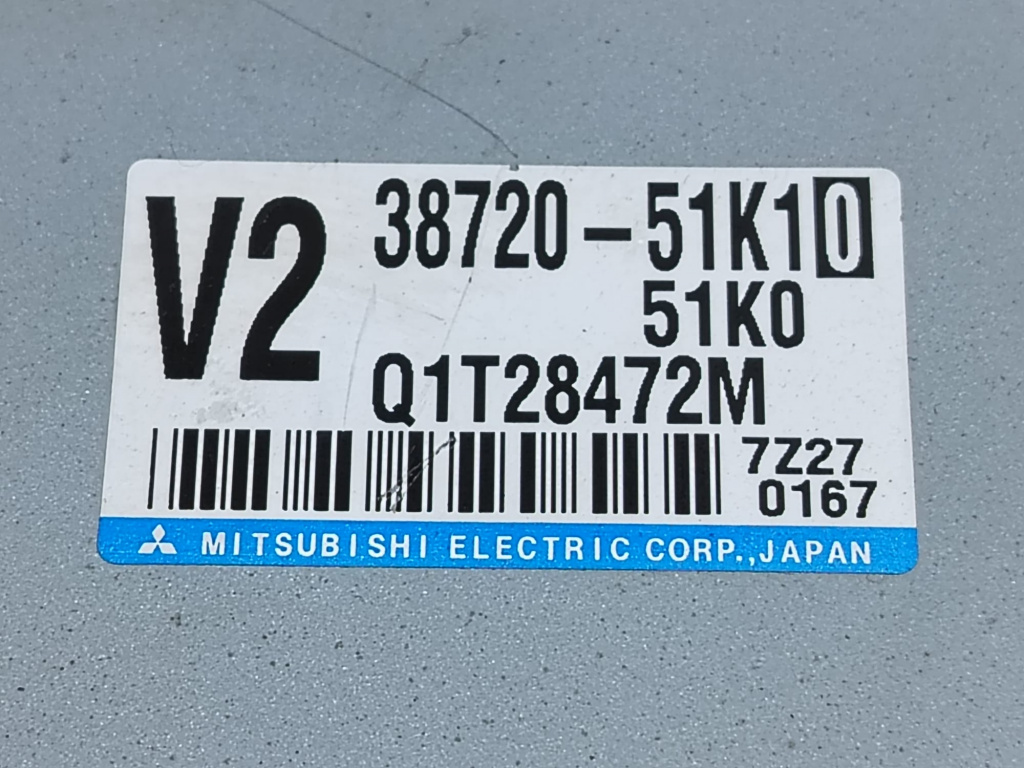 V2
38720-51K10
51K0
Q1T28472M
7Z27
0167
MITSUBISHI ELECTRIC CORP.,JAPAN